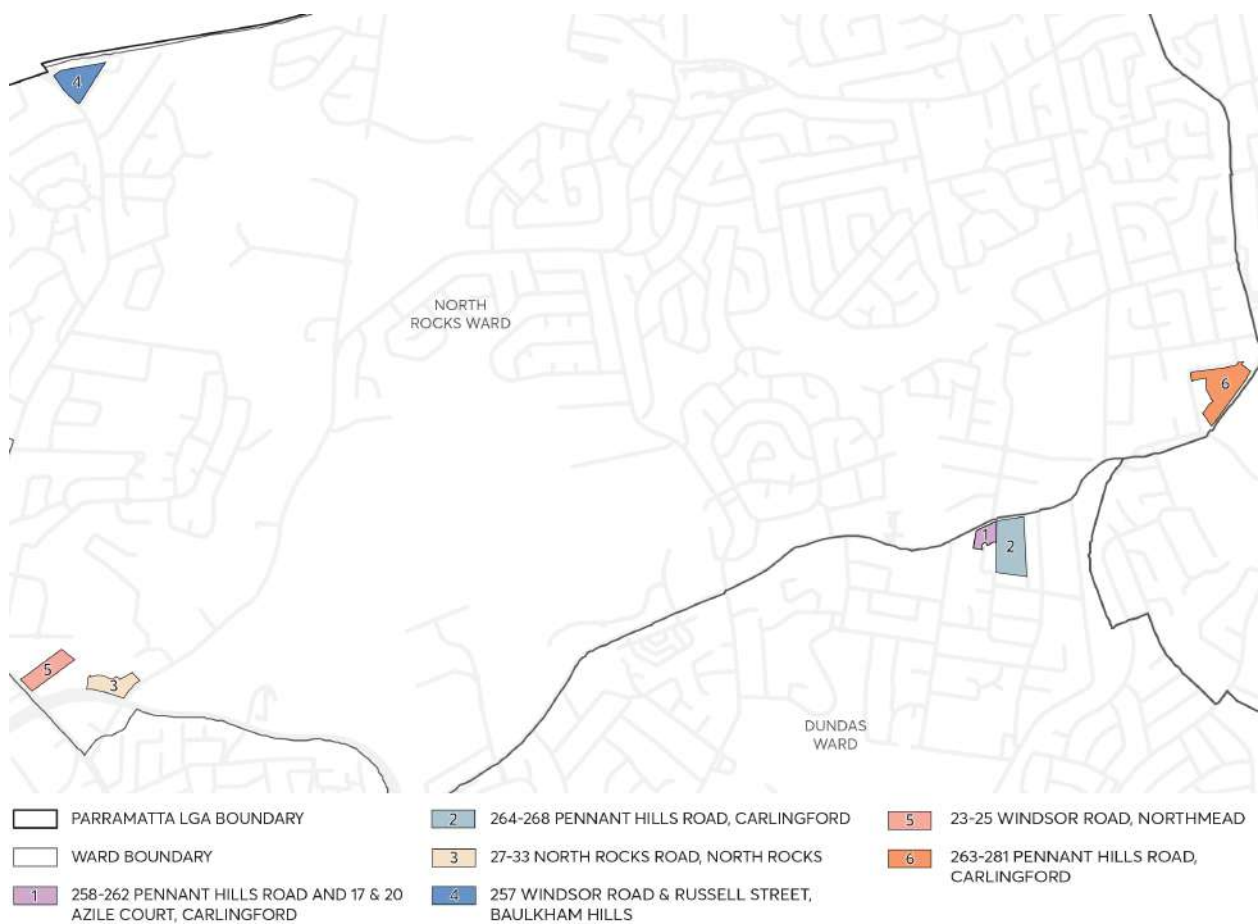 4
NORTH
ROCKS WARD
6
1
2
5
3
DUNDAS
WARD
PARRAMATTA LGA BOUNDARY
WARD BOUNDARY
1 258-262 PENNANT HILLS ROAD AND 17 & 20
AZILE COURT, CARLINGFORD
2 264-268 PENNANT HILLS ROAD, CARLINGFORD
3 27-33 NORTH ROCKS ROAD, NORTH ROCKS
4 257 WINDSOR ROAD & RUSSELL STREET,
BAULKHAM HILLS
5 23-25 WINDSOR ROAD, NORTHMEAD
6 263-281 PENNANT HILLS ROAD,
CARLINGFORD